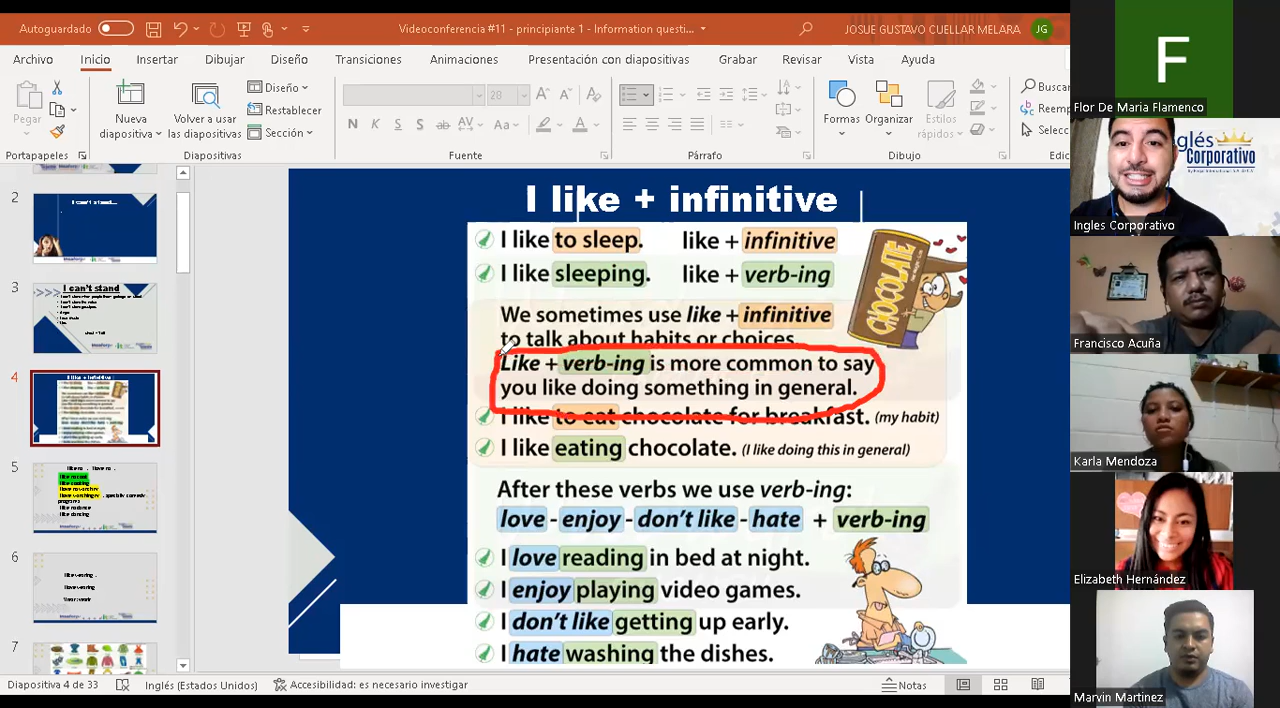 Autoguardado
Videoconferencia #11 - principiante 1 - Information questi...
JOSUE GUSTAVO CUELLAR MELARA
JG
Archivo Inicio Insertar Dibujar Diseño Transiciones Animaciones Presentación con diapositivas Grabar Revisar Vista Ayuda
Pegar
Nueva diapositiva
Volver a usar las diapositivas
Diseño
Restablecer
Sección
28
N K S S ab AV Aa
Formas
Organizar
Estilos rápidos
Buscar
Portapapeles Diapositivas Fuente Párrafo Dibujo
2
I can't stand....
3
I can't stand
4
5
6
7
I like + infinitive
I like to sleep. like + infinitive
I like sleeping. like + verb-ing
We sometimes use like + infinitive
to talk about habits or choices.
Like + verb-ing is more common to say
you like doing something in general.
I like to eat chocolate for breakfast. (my habit)
I like eating chocolate. (I like doing this in general)
CHOCOLATE
After these verbs we use verb-ing:
love - enjoy - don't like - hate + verb-ing
I love reading in bed at night.
I enjoy playing video games.
I don't like getting up early.
I hate washing the dishes.
Diapositiva 4 de 33
Inglés (Estados Unidos)
Accesibilidad: es necesario investigar
Notas
F
Flor De Maria Flamenco
Inglés
Corporativo
Ingles Corporativo
Francisco Acuña
Karla Mendoza
Elizabeth Hernández
Marvin Martinez